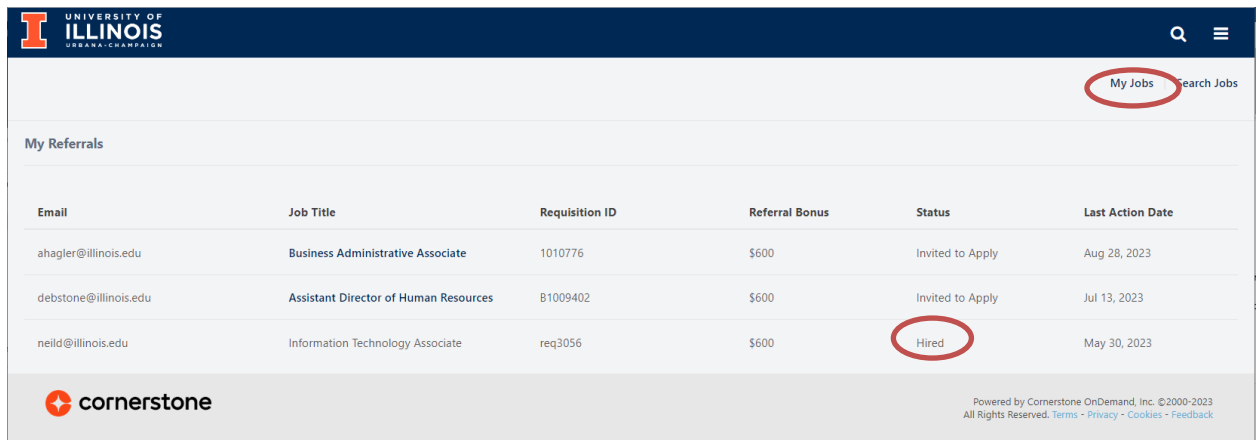 UNIVERSITY OF
ILLINOIS
URBANA-CHAMPAIGN
My Jobs | Search Jobs
My Referrals
Email Job Title Requisition ID Referral Bonus Status Last Action Date
ahagler@illinois.edu Business Administrative Associate 1010776 $600 Invited to Apply Aug 28, 2023
debstone@illinois.edu Assistant Director of Human Resources B1009402 $600 Invited to Apply Jul 13, 2023
neild@illinois.edu Information Technology Associate req3056 $600 Hired May 30, 2023
cornerstone
Powered by Cornerstone OnDemand, Inc. ©2000-2023
All Rights Reserved. Terms - Privacy - Cookies - Feedback